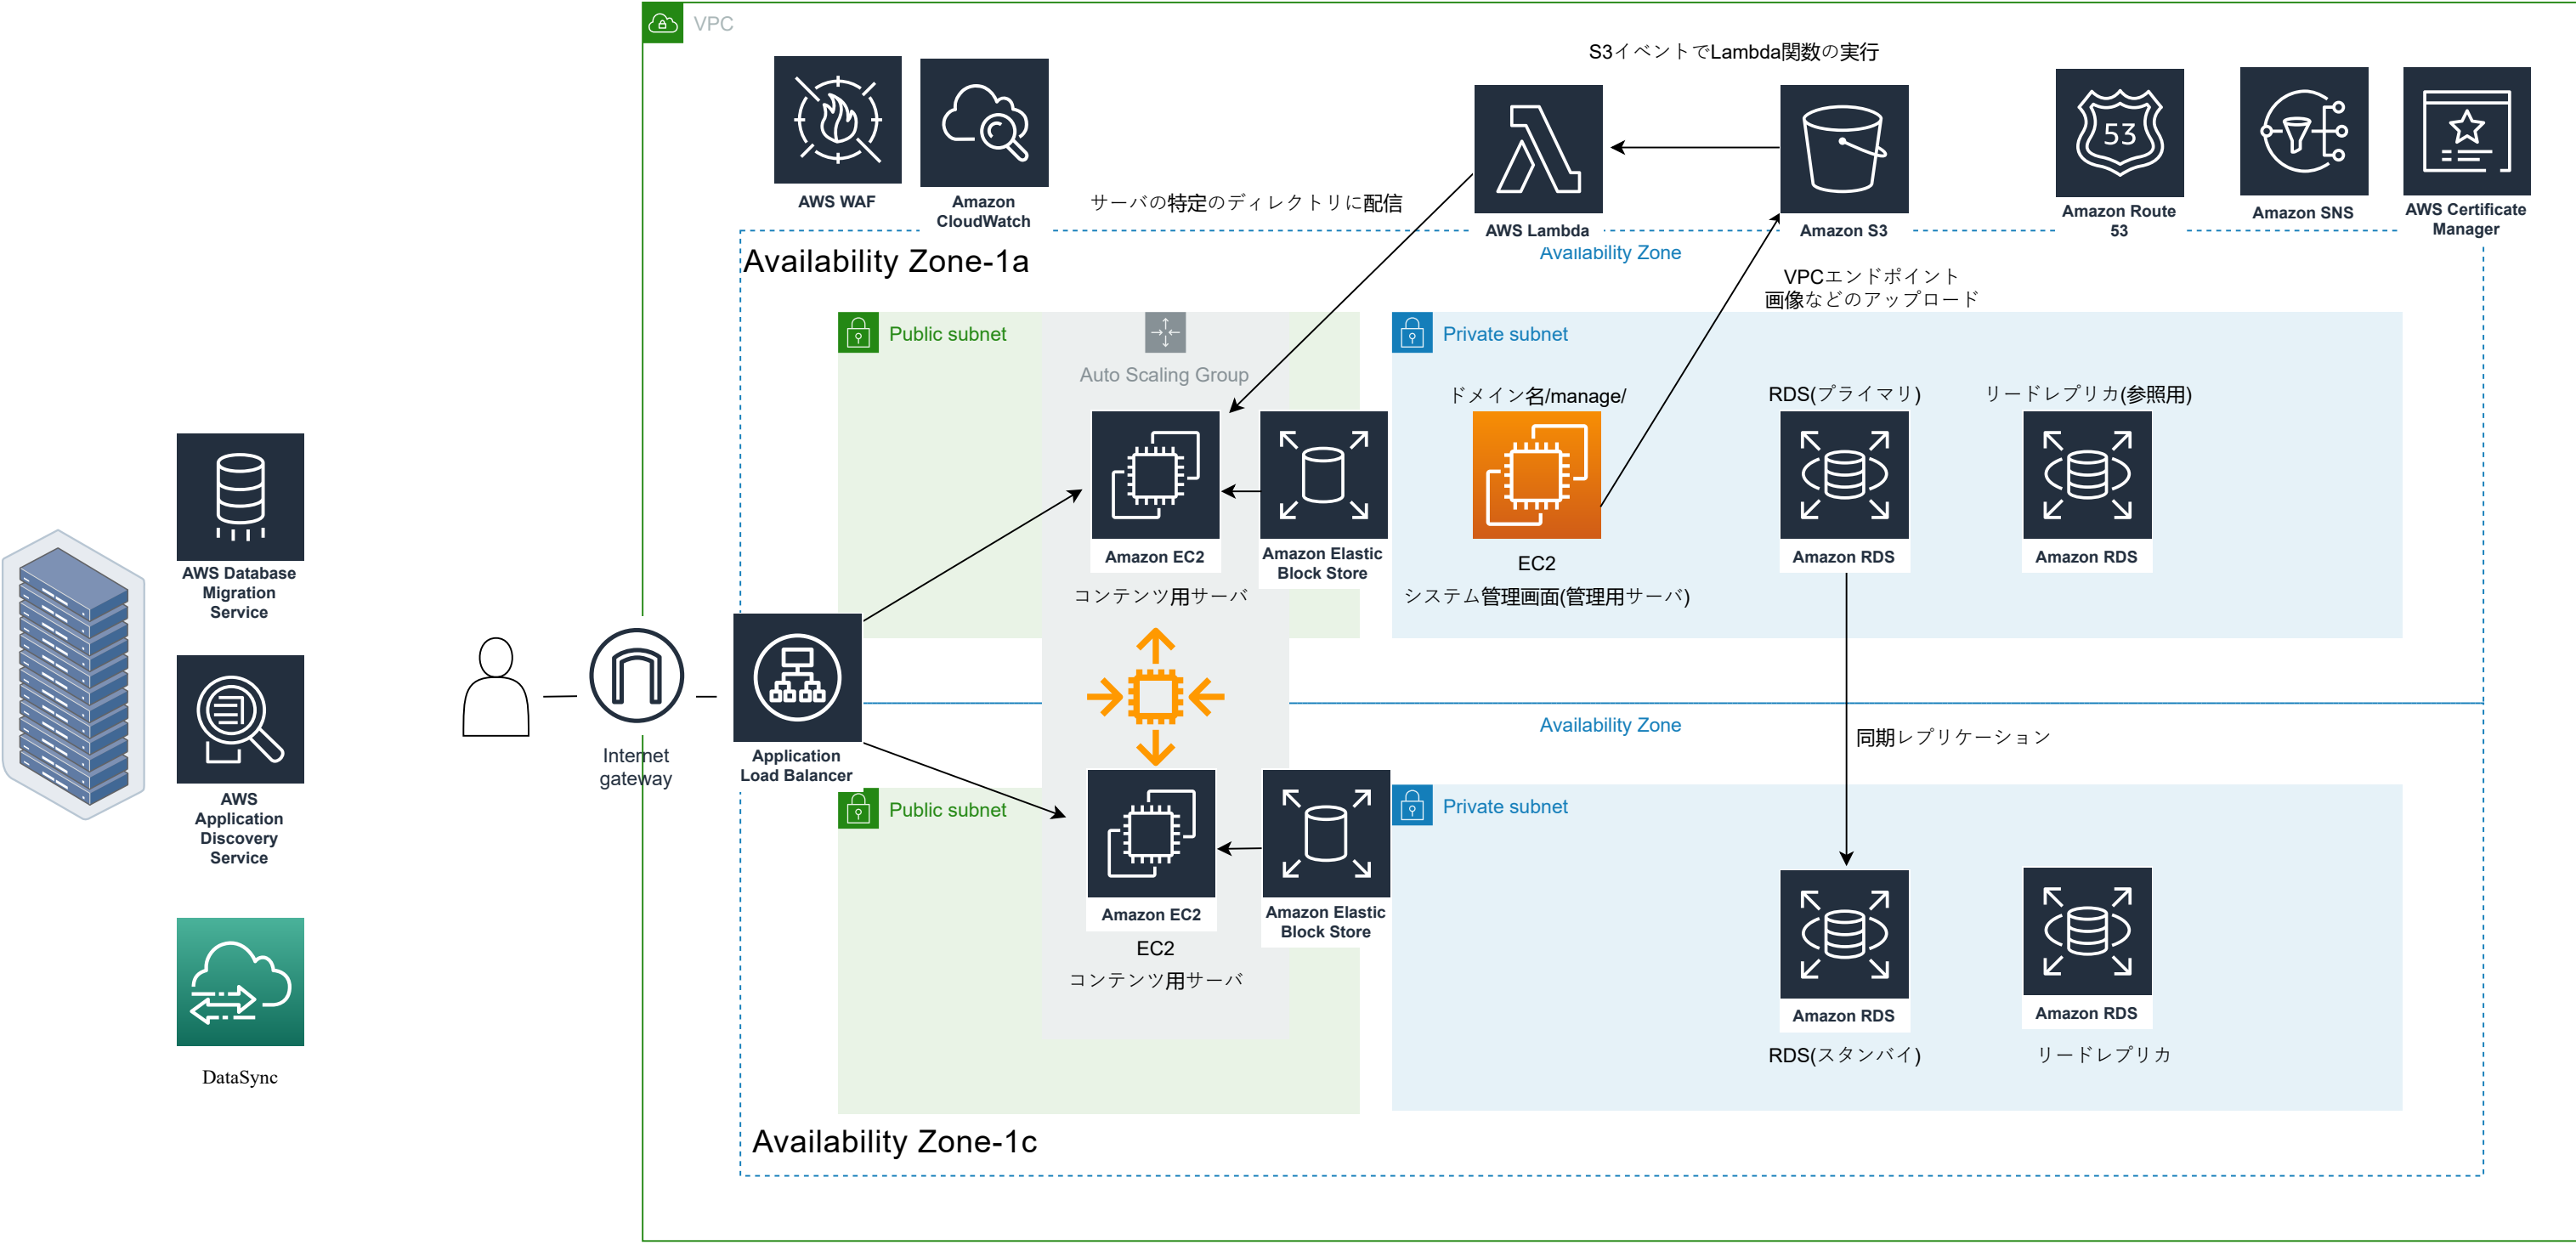 VPC
S3イベントでLambda関数の実行
AWS WAF
Amazon
CloudWatch
サーバの特定のディレクトリに配信
AWS Lambda
Amazon S3
53
Amazon Route
53
Amazon SNS
AWS Certificate
Manager
Availability Zone-1a
Availability Zone
VPCエンドポイント
画像などのアップロード
Public subnet
Auto Scaling Group
Private subnet
ドメイン名/manage/
RDS(プライマリ)
リードレプリカ(参照用)
Amazon EC2
コンテンツ用サーバ
Amazon Elastic
Block Store
EC2
システム管理画面(管理用サーバ)
Amazon RDS
Amazon RDS
AWS Database
Migration
Service
AWS
Application
Discovery
Service
DataSync
Internet
gateway
Application
Load Balancer
Availability Zone
同期レプリケーション
Public subnet
Private subnet
Amazon EC2
EC2
コンテンツ用サーバ
Amazon Elastic
Block Store
Amazon RDS
RDS(スタンバイ)
Amazon RDS
リードレプリカ
Availability Zone-1c